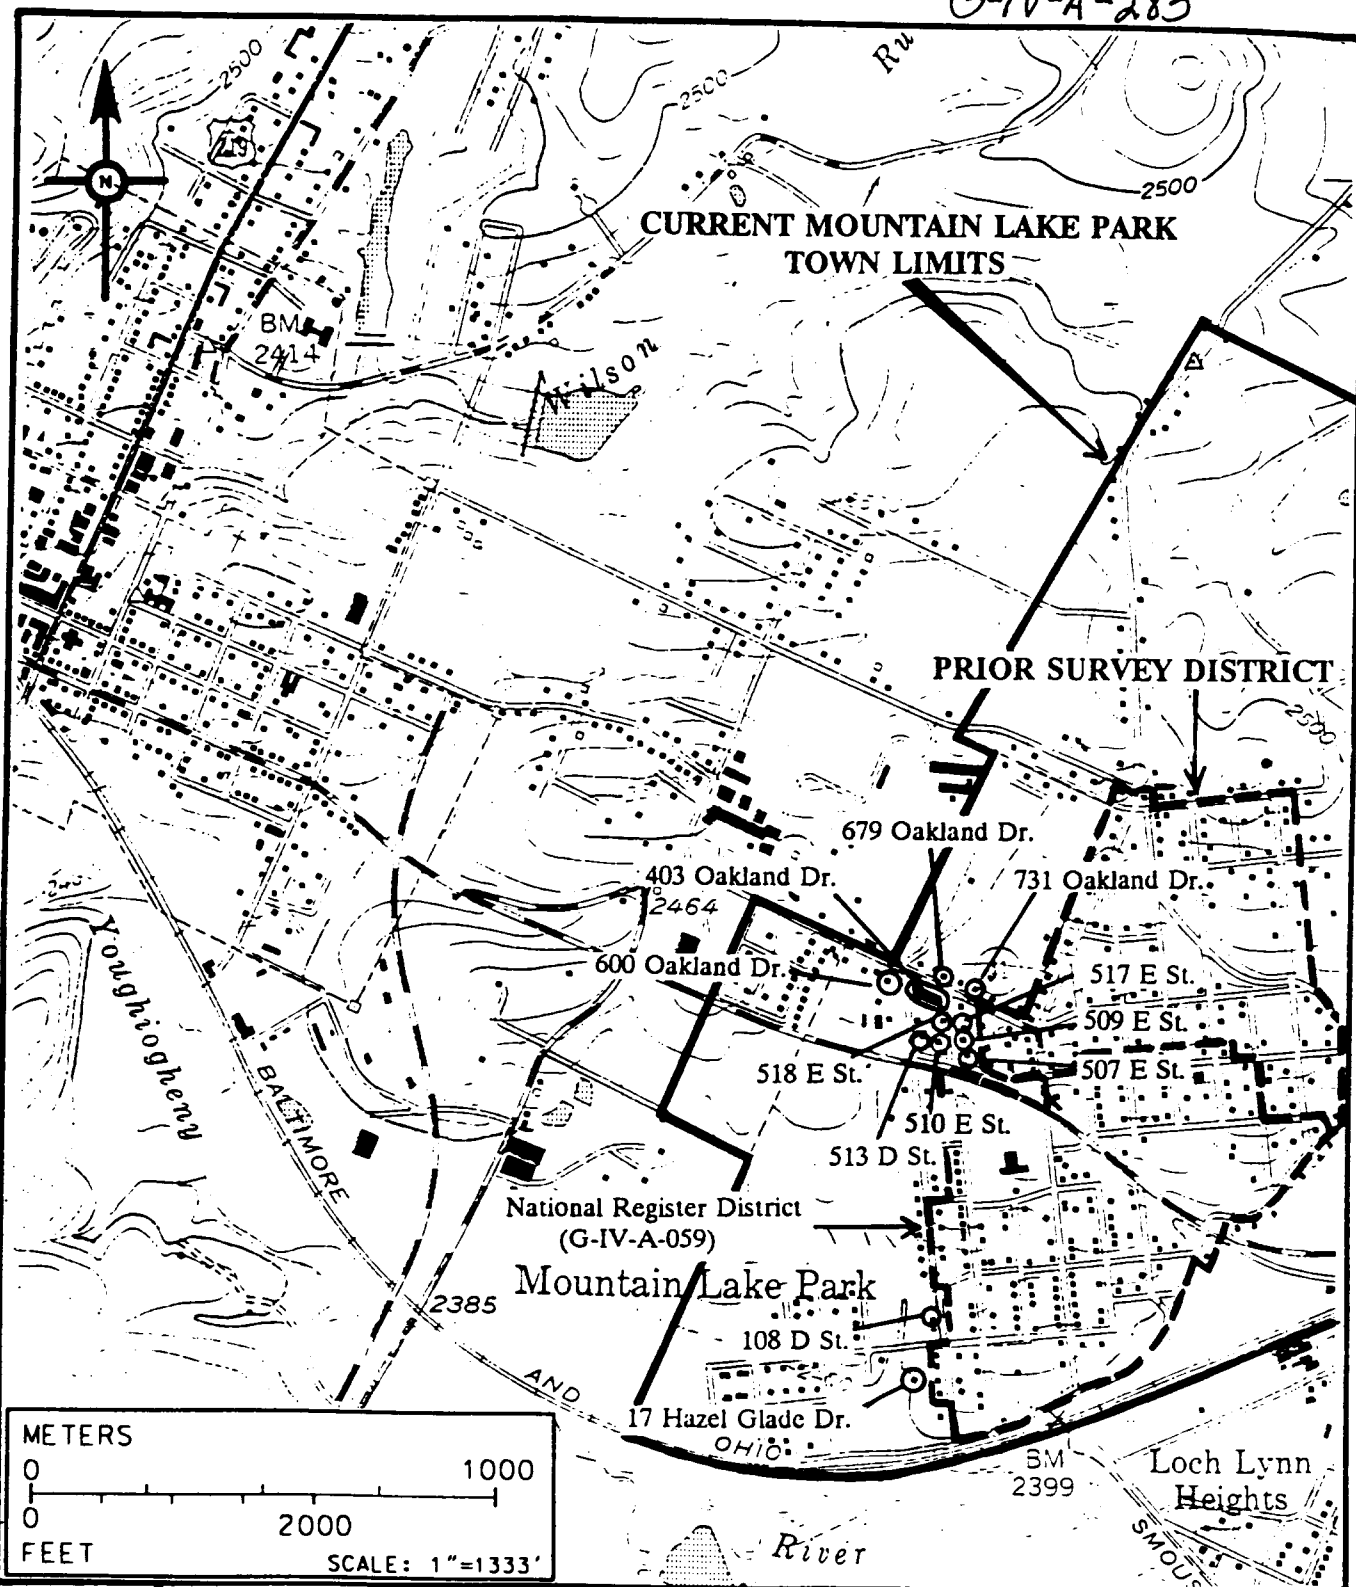 G-IV-A-283
Ru
2500
2500
219
2500
CURRENT MOUNTAIN LAKE PARK
TOWN LIMITS
N
BM
2414
Wilson
PRIOR SURVEY DISTRICT
2500
679 Oakland Dr.
403 Oakland Dr.
731 Oakland Dr.
2464
600 Oakland Dr.
517 E St.
509 E St.
518 E St.
507 E St.
510 E St.
513 D St.
Youghiogheny
BALTIMORE
National Register District
(G-IV-A-059)
Mountain Lake Park
2385
108 D St.
AND
17 Hazel Glade Dr.
OHIO
BM
2399
Loch Lynn
Heights
River
METERS
0 1000
0 2000
FEET
SCALE: 1"=1333'